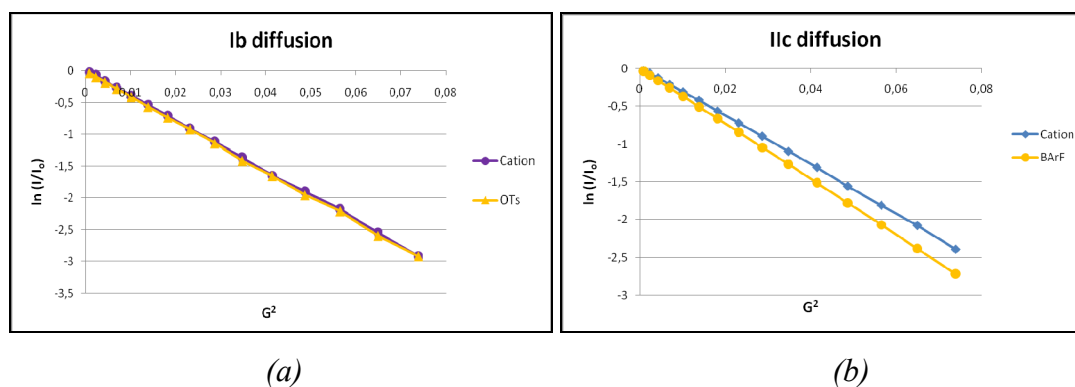 Ib diffusion
0
0 0,01 0,02 0,03 0,04 0,05 0,06 0,07 0,08
-0,5
-1
-1,5
-2
-2,5
-3
-3,5
ln (I/I₀)
G²
Cation
OTs
(a)
IIc diffusion
0
0 0,02 0,04 0,06 0,08
-0,5
-1
-1,5
-2
-2,5
-3
ln (I/I₀)
G²
Cation
BArF
(b)